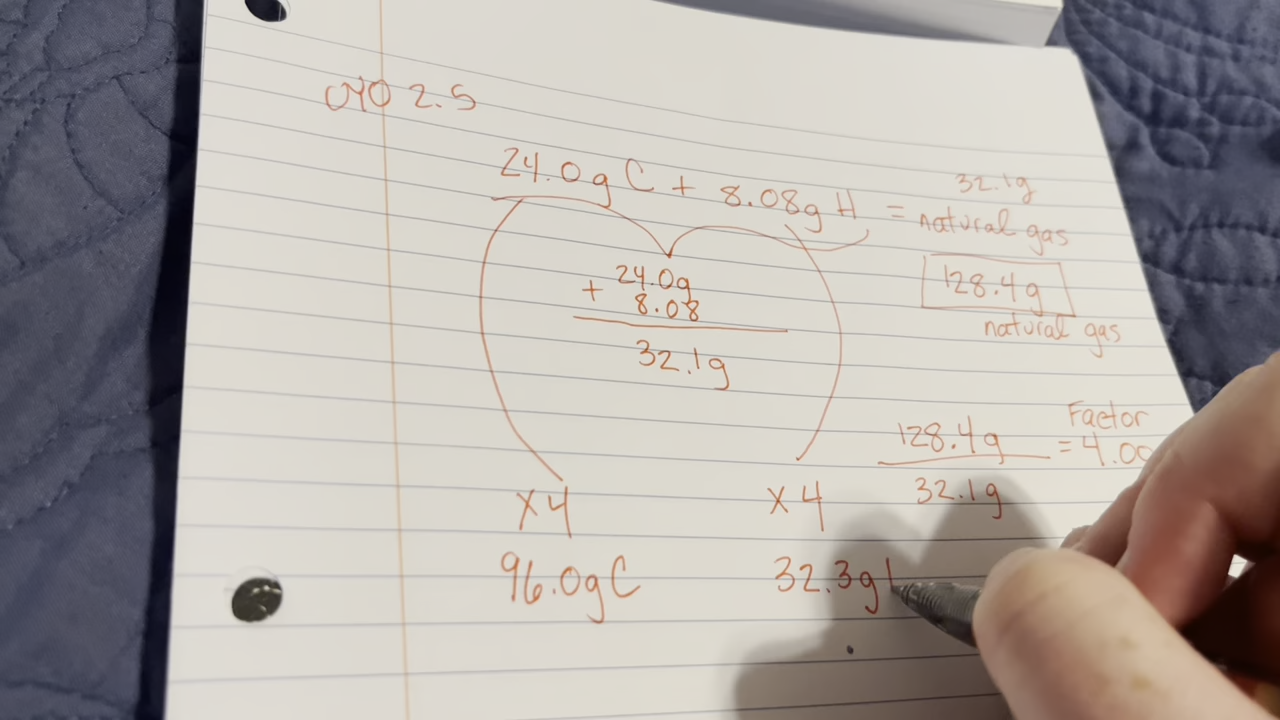 OYO 2.5
24.0g C + 8.08g H = 32.1g natural gas
128.4g
natural gas
24.0g
+ 8.08
32.1g
128.4g
32.1g
= Factor 4.00
x4
x4
96.0g C
32.3g